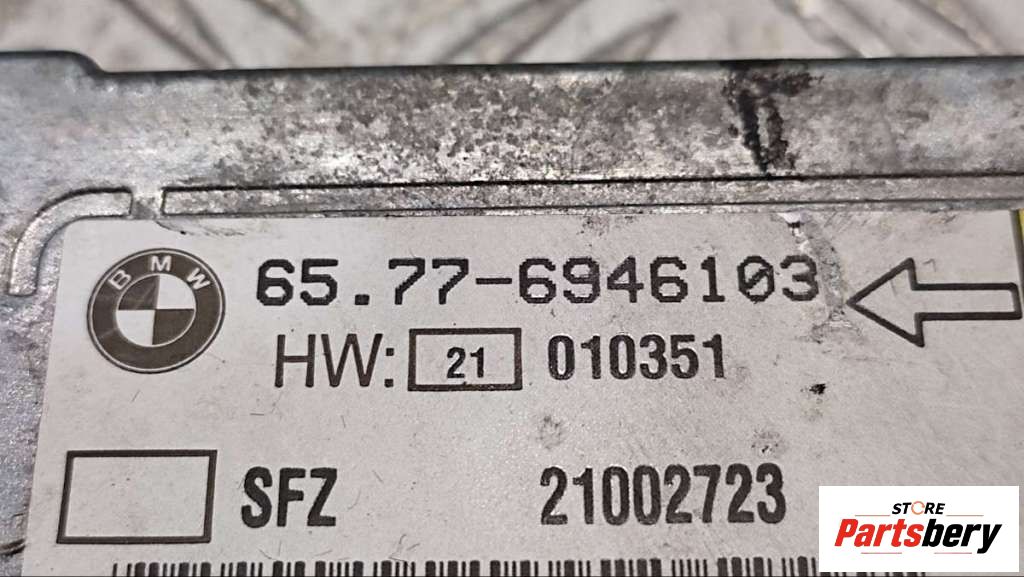 BMW
65.77-6946103
HW: 21 010351
SFZ 21002723
STORE
Partsbery